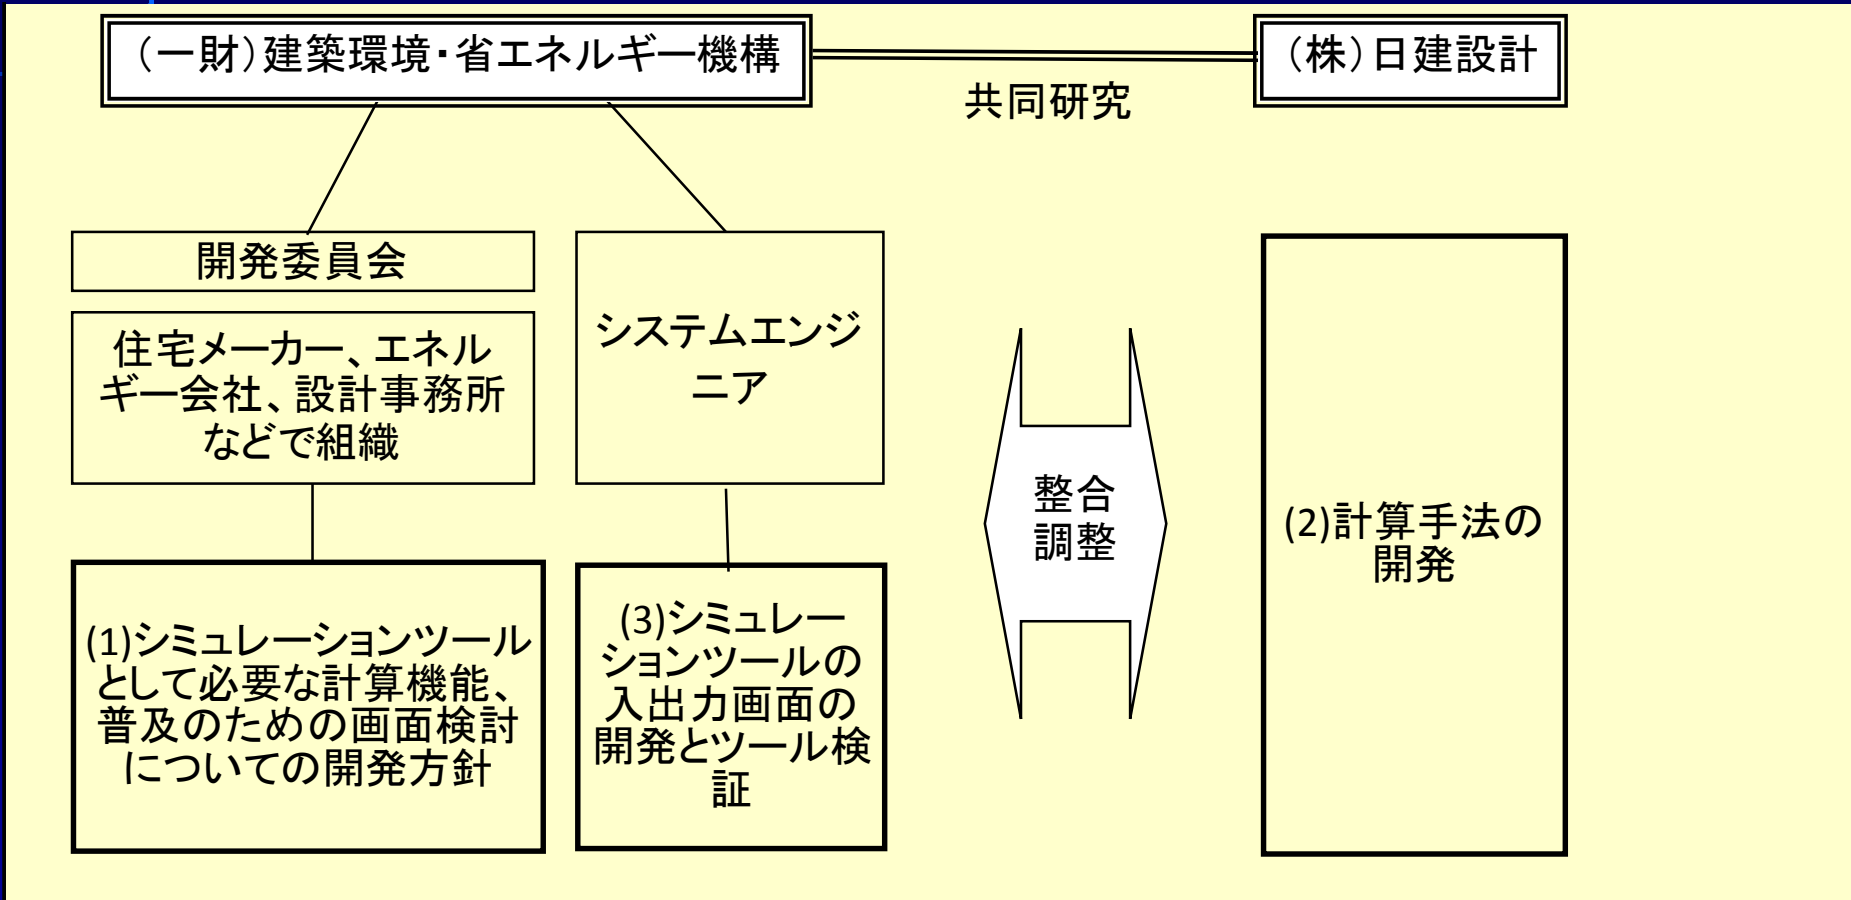 （一財）建築環境・省エネルギー機構
（株）日建設計
共同研究
開発委員会
住宅メーカー、エネル
ギー会社、設計事務所
などで組織
システムエンジ
ニア
整合
調整
(2)計算手法の
開発
(1)シミュレーションツール
として必要な計算機能、
普及のための画面検討
についての開発方針
(3)シミュレー
ションツールの
入出力画面の
開発とツール検
証